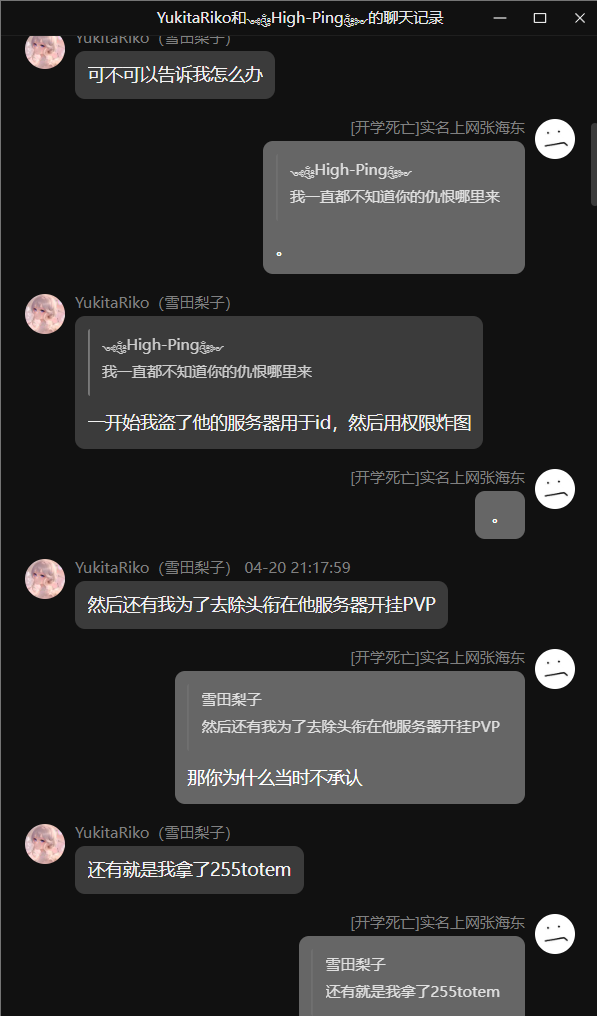 YukitaRiko和꧁High-Ping꧂的聊天记录
YukitaRiko（雪田梨子）
可不可以告诉我怎么办
[开学死亡]实名上网张海东
꧁High-Ping꧂
我一直都不知道你的仇恨哪里来
。
YukitaRiko（雪田梨子）
꧁High-Ping꧂
我一直都不知道你的仇恨哪里来
一开始我盗了他的服务器用于id，然后用权限炸图
[开学死亡]实名上网张海东
。
YukitaRiko（雪田梨子） 04-20 21:17:59
然后还有我为了去除头衔在他服务器开挂PVP
[开学死亡]实名上网张海东
雪田梨子
然后还有我为了去除头衔在他服务器开挂PVP
那你为什么当时不承认
YukitaRiko（雪田梨子）
还有就是我拿了255totem
[开学死亡]实名上网张海东
雪田梨子
还有就是我拿了255totem